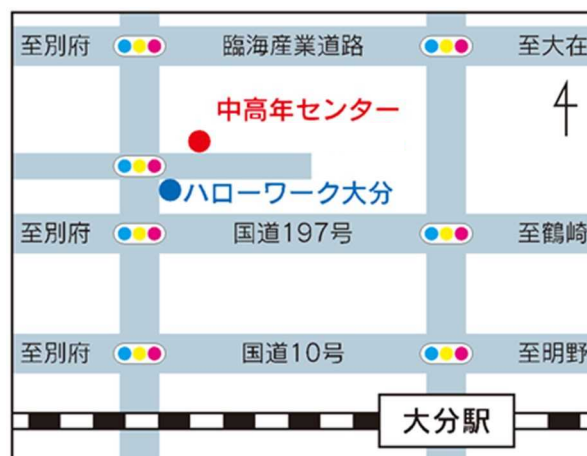 至別府 臨海産業道路 至大在
中高年センター
ハローワーク大分
至別府 国道197号 至鶴崎
至別府 国道10号 至明野
大分駅